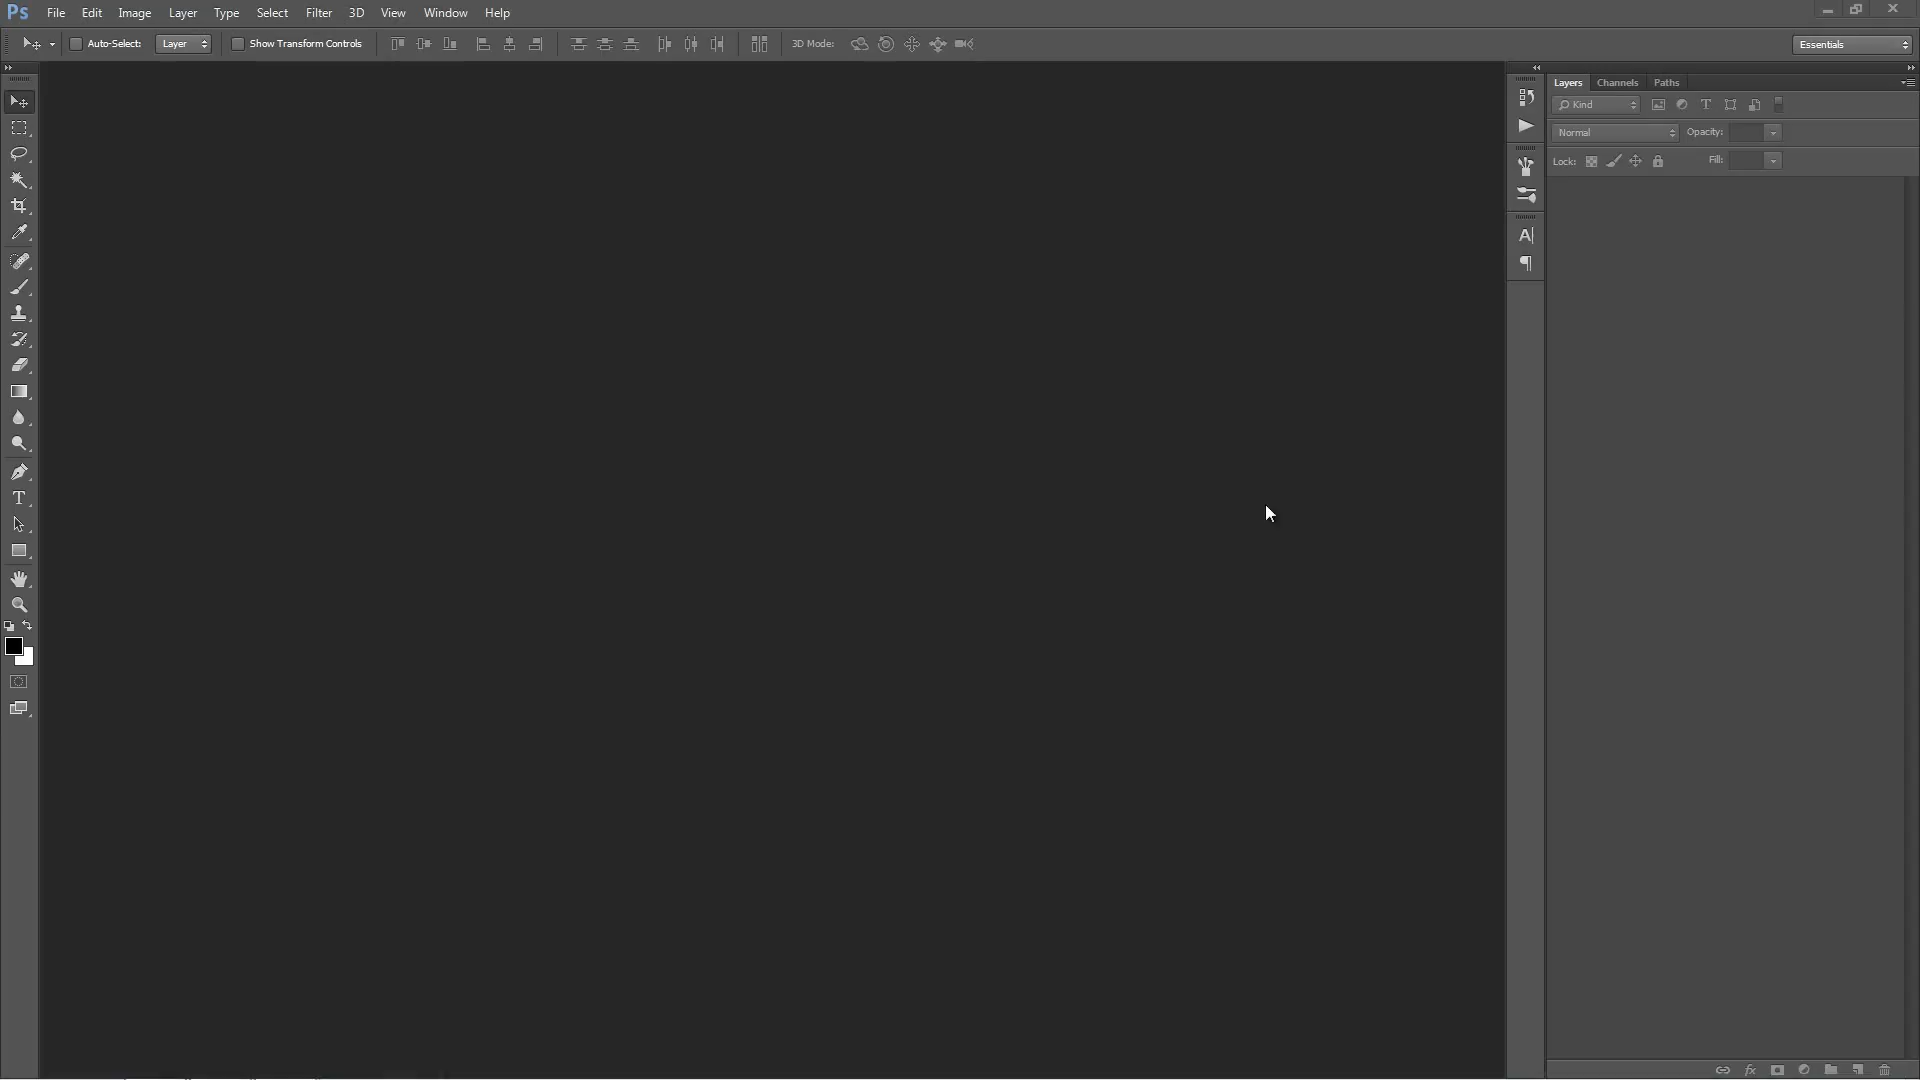 Ps File Edit Image Layer Type Select Filter 3D View Window Help
Auto-Select: Layer Show Transform Controls 3D Mode: Essentials
Layers Channels Paths
Kind T
Normal Opacity:
Lock: Fill:
A
¶
T
fx